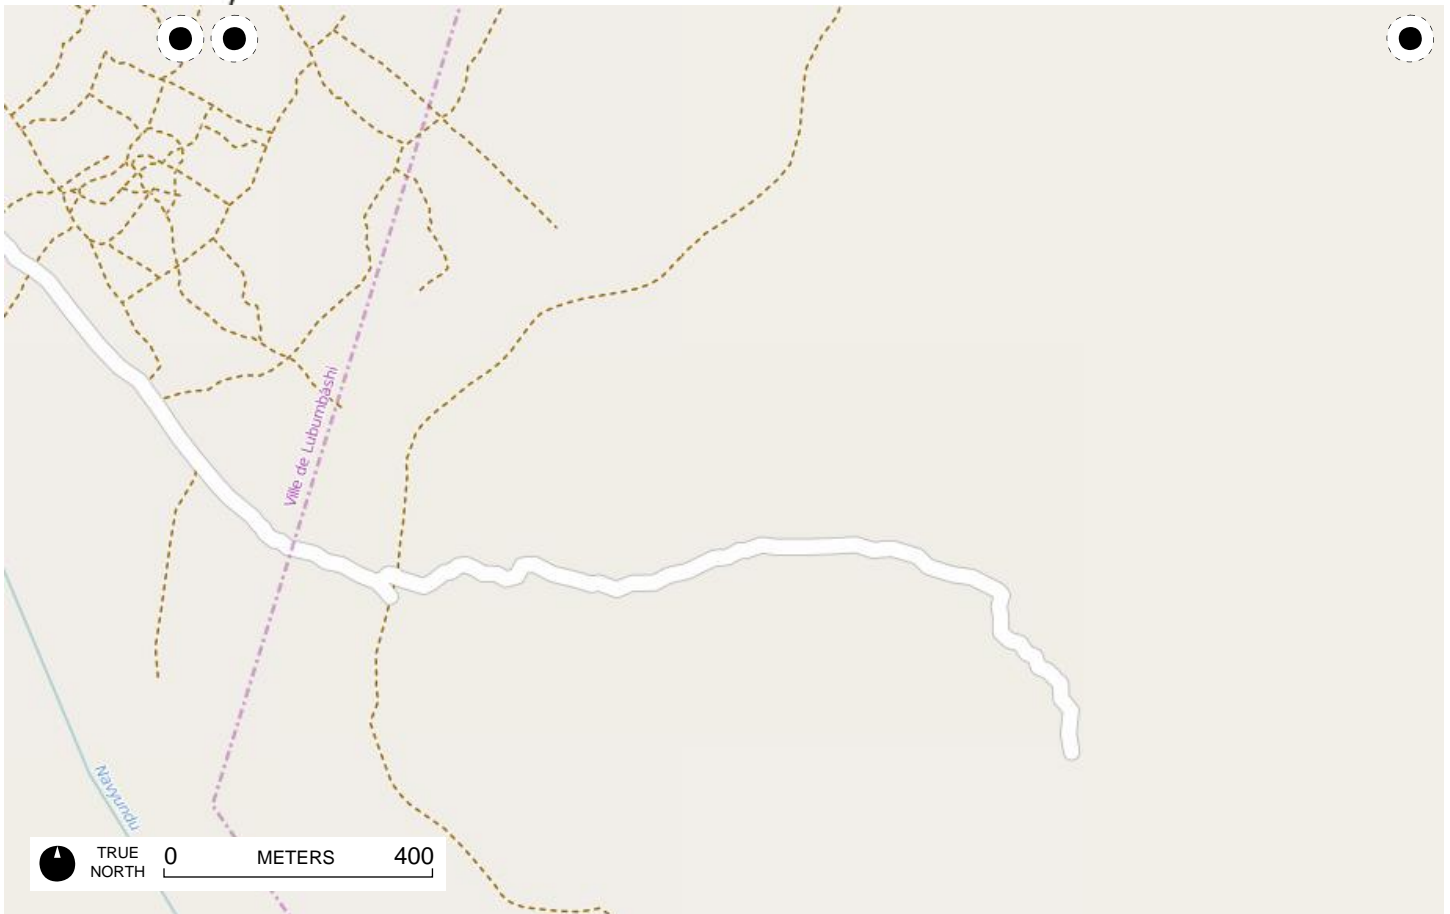 Ville de Lubumbashi
Navyundu
TRUE
NORTH
0 METERS 400